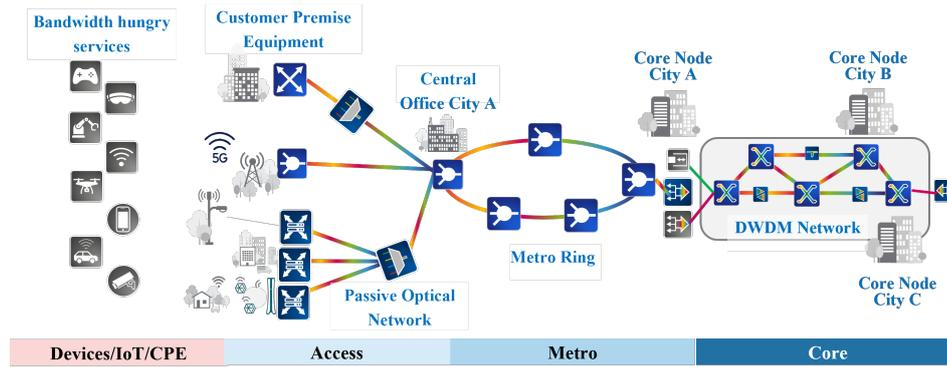 Bandwidth hungry
services
Customer Premise
Equipment
5G
Central
Office City A
Passive Optical
Network
Metro Ring
Core Node
City A
Core Node
City B
DWDM Network
Core Node
City C
Devices/IoT/CPE
Access
Metro
Core